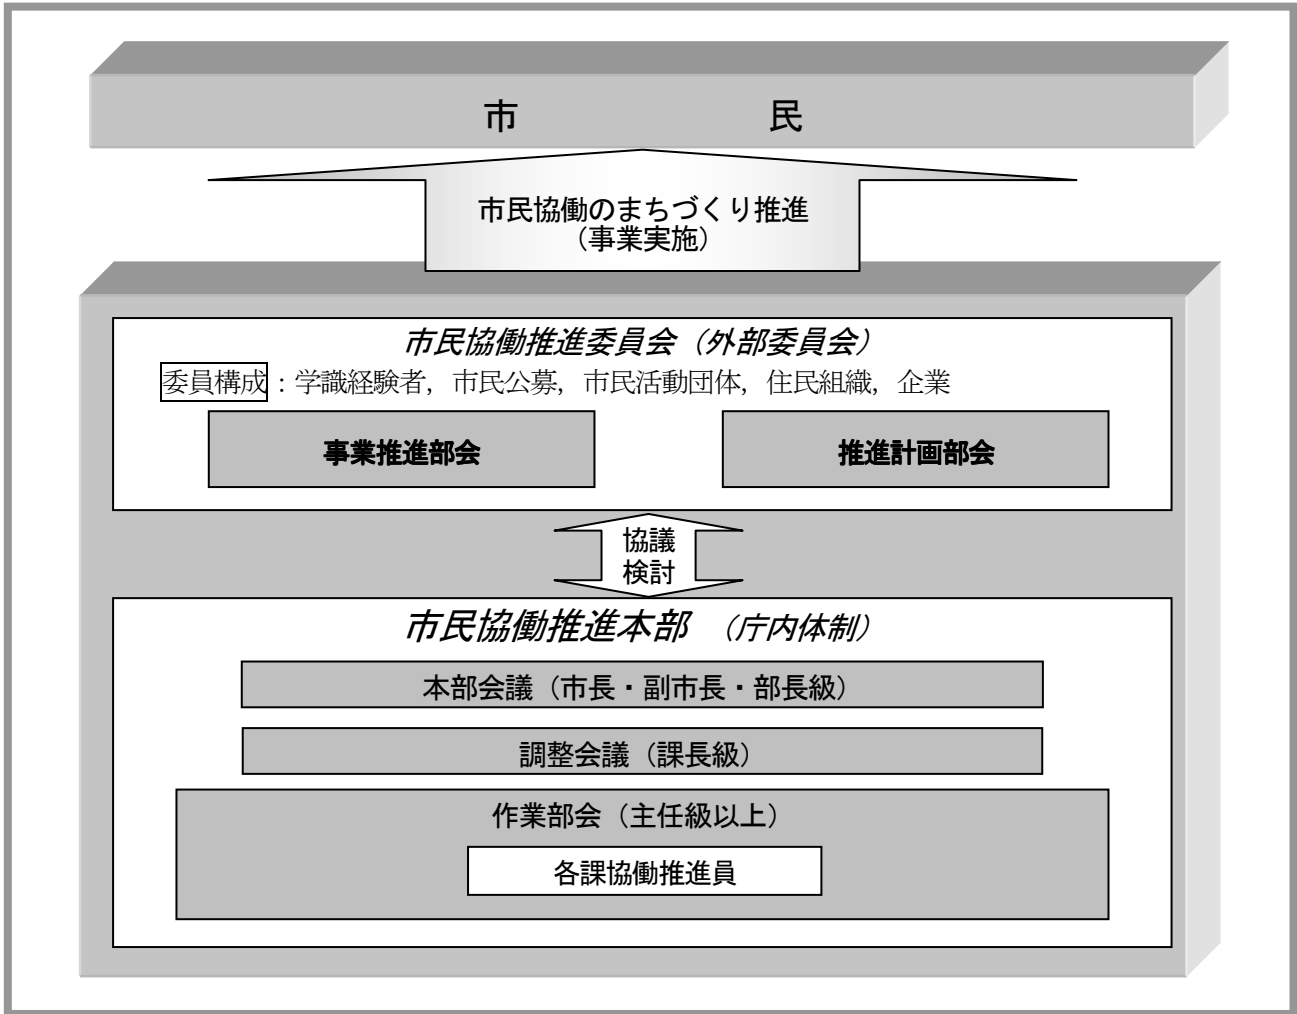 市 民
市民協働のまちづくり推進
（事業実施）
市民協働推進委員会（外部委員会）
委員構成：学識経験者，市民公募，市民活動団体，住民組織，企業
事業推進部会
推進計画部会
協議
検討
市民協働推進本部 （庁内体制）
本部会議（市長・副市長・部長級）
調整会議（課長級）
作業部会（主任級以上）
各課協働推進員